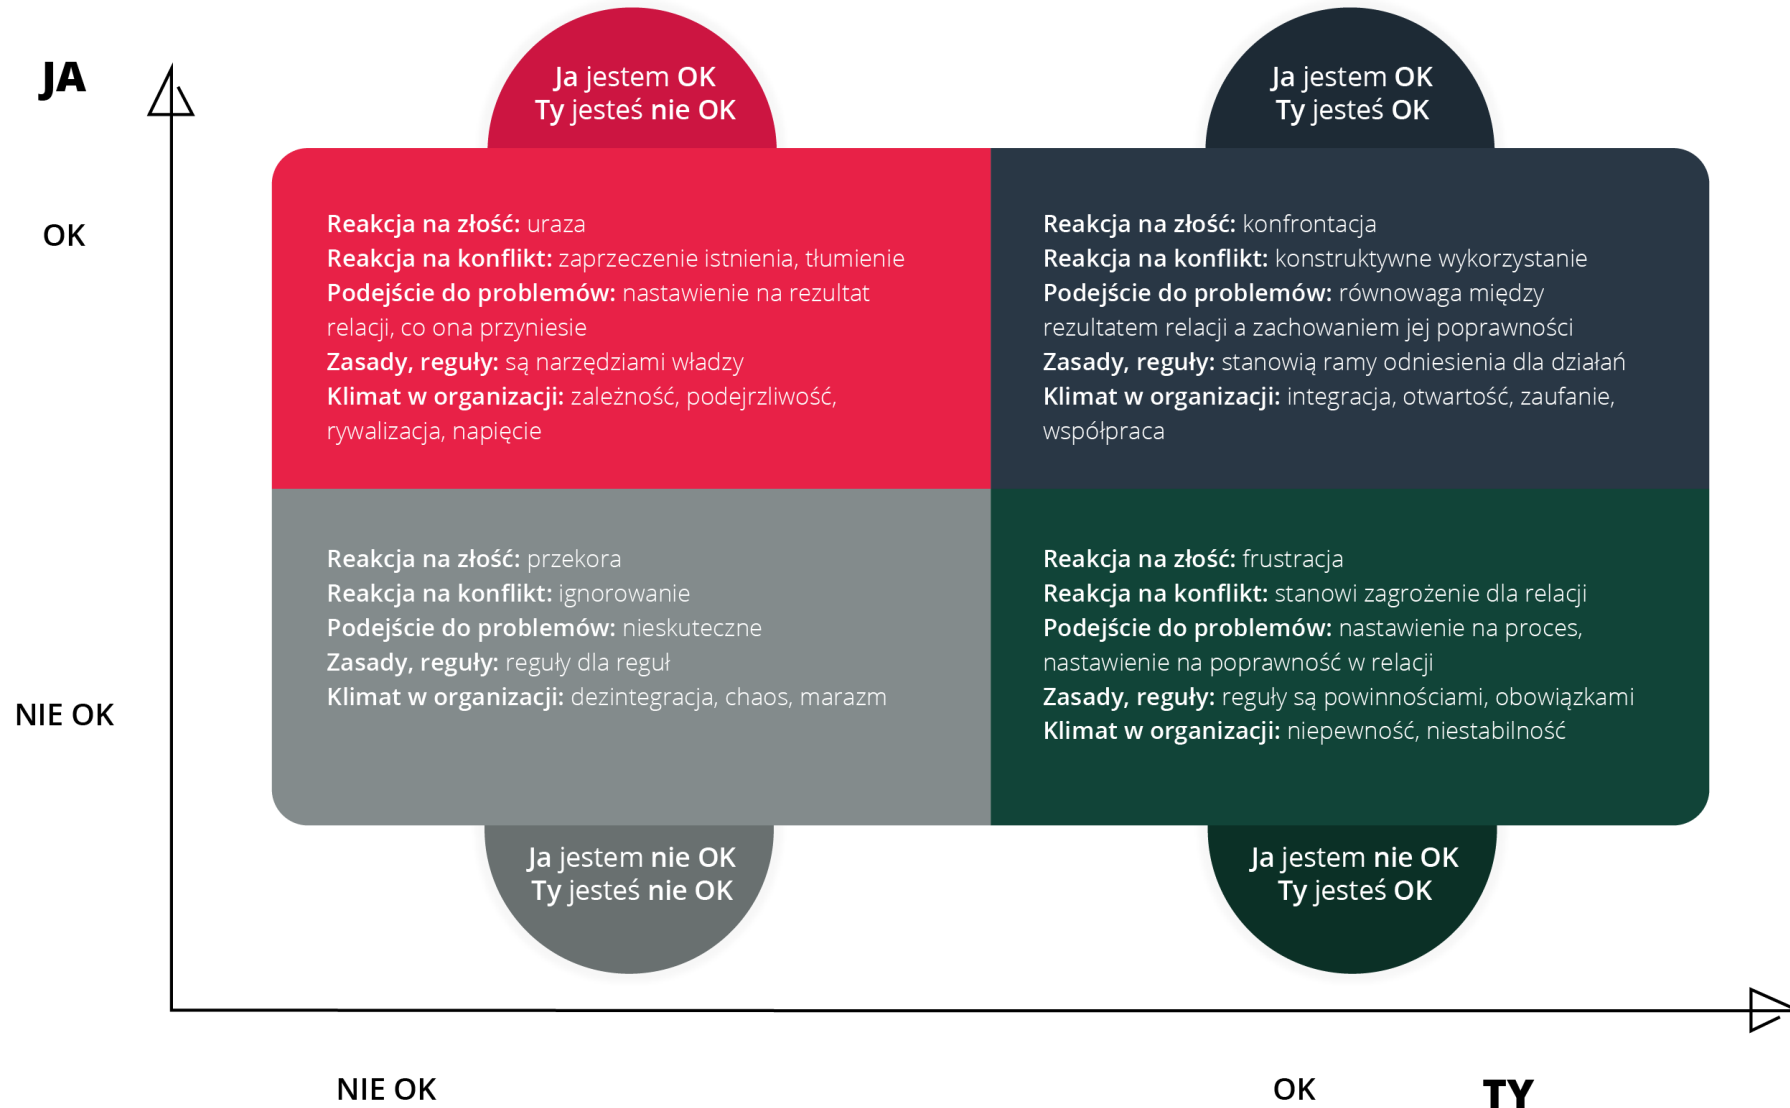 JA
OK
NIE OK
Ja jestem OK
Ty jesteś nie OK
Reakcja na złość: uraza
Reakcja na konflikt: zaprzeczenie istnienia, tłumienie
Podejście do problemów: nastawienie na rezultat
relacji, co ona przyniesie
Zasady, reguły: są narzędziami władzy
Klimat w organizacji: zależność, podejrzliwość,
rywalizacja, napięcie
Ja jestem OK
Ty jesteś OK
Reakcja na złość: konfrontacja
Reakcja na konflikt: konstruktywne wykorzystanie
Podejście do problemów: równowaga między
rezultatem relacji a zachowaniem jej poprawności
Zasady, reguły: stanowią ramy odniesienia dla działań
Klimat w organizacji: integracja, otwartość, zaufanie,
współpraca
Reakcja na złość: przekora
Reakcja na konflikt: ignorowanie
Podejście do problemów: nieskuteczne
Zasady, reguły: reguły dla reguł
Klimat w organizacji: dezintegracja, chaos, marazm
Ja jestem nie OK
Ty jesteś nie OK
Reakcja na złość: frustracja
Reakcja na konflikt: stanowi zagrożenie dla relacji
Podejście do problemów: nastawienie na proces,
nastawienie na poprawność w relacji
Zasady, reguły: reguły są powinnościami, obowiązkami
Klimat w organizacji: niepewność, niestabilność
Ja jestem nie OK
Ty jesteś OK
NIE OK
OK
TY